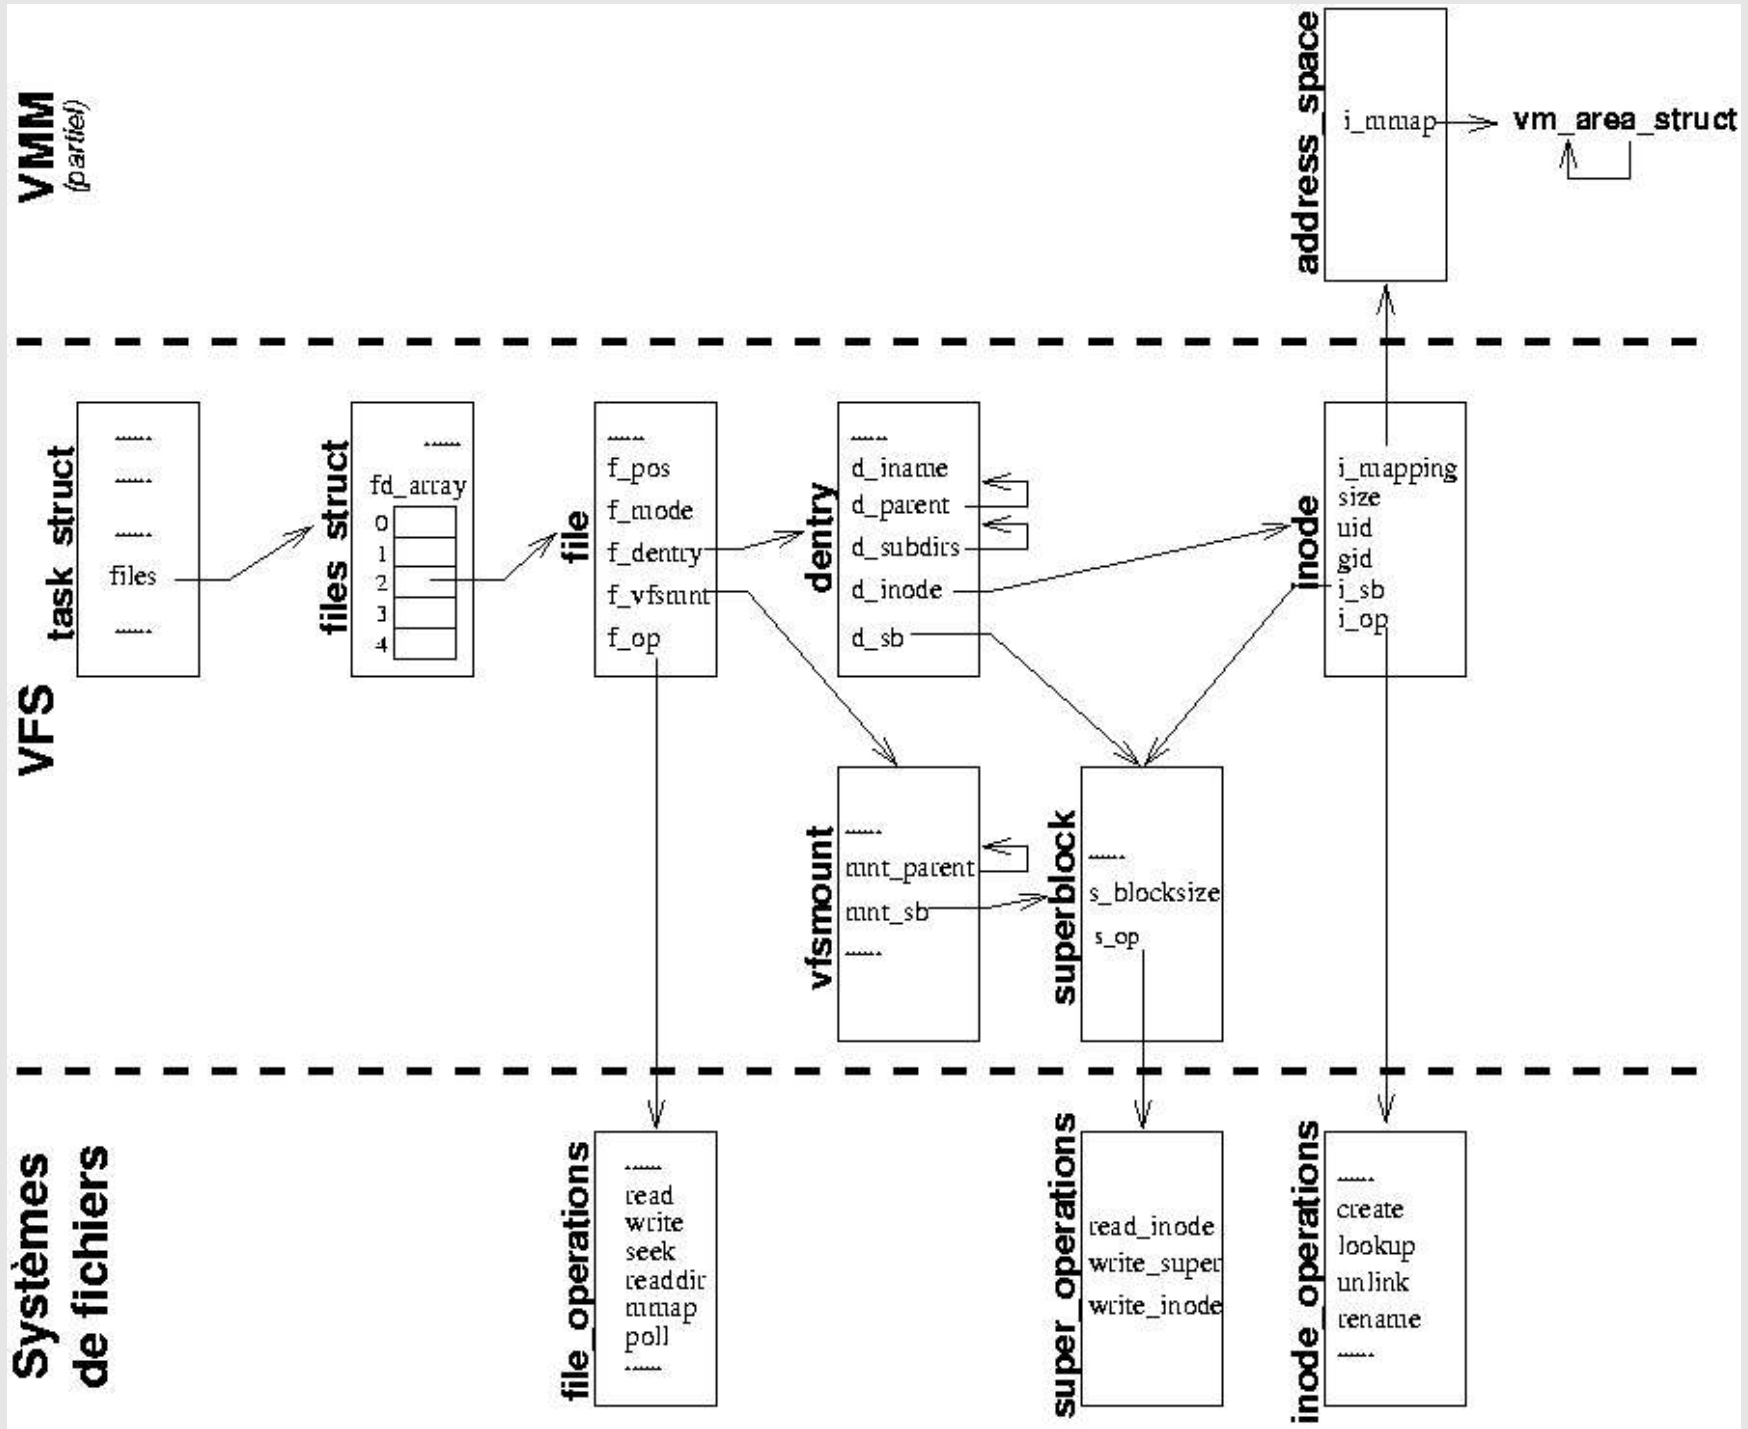 VMM
(partiel)
address_space
i_mmap
vm_area_struct
VFS
task_struct
......
......
......
files
......
files_struct
......
fd_array
0
1
2
3
4
file
......
f_pos
f_mode
f_dentry
f_vfsmnt
f_op
dentry
......
d_iname
d_parent
d_subdirs
d_inode
d_sb
inode
i_mapping
size
uid
gid
i_sb
i_op
vfsmount
......
mnt_parent
mnt_sb
......
superblock
......
s_blocksize
s_op
Systèmes
de fichiers
file_operations
......
read
write
seek
readdir
mmap
poll
......
super_operations
read_inode
write_super
write_inode
inode_operations
......
create
lookup
unlink
rename
......